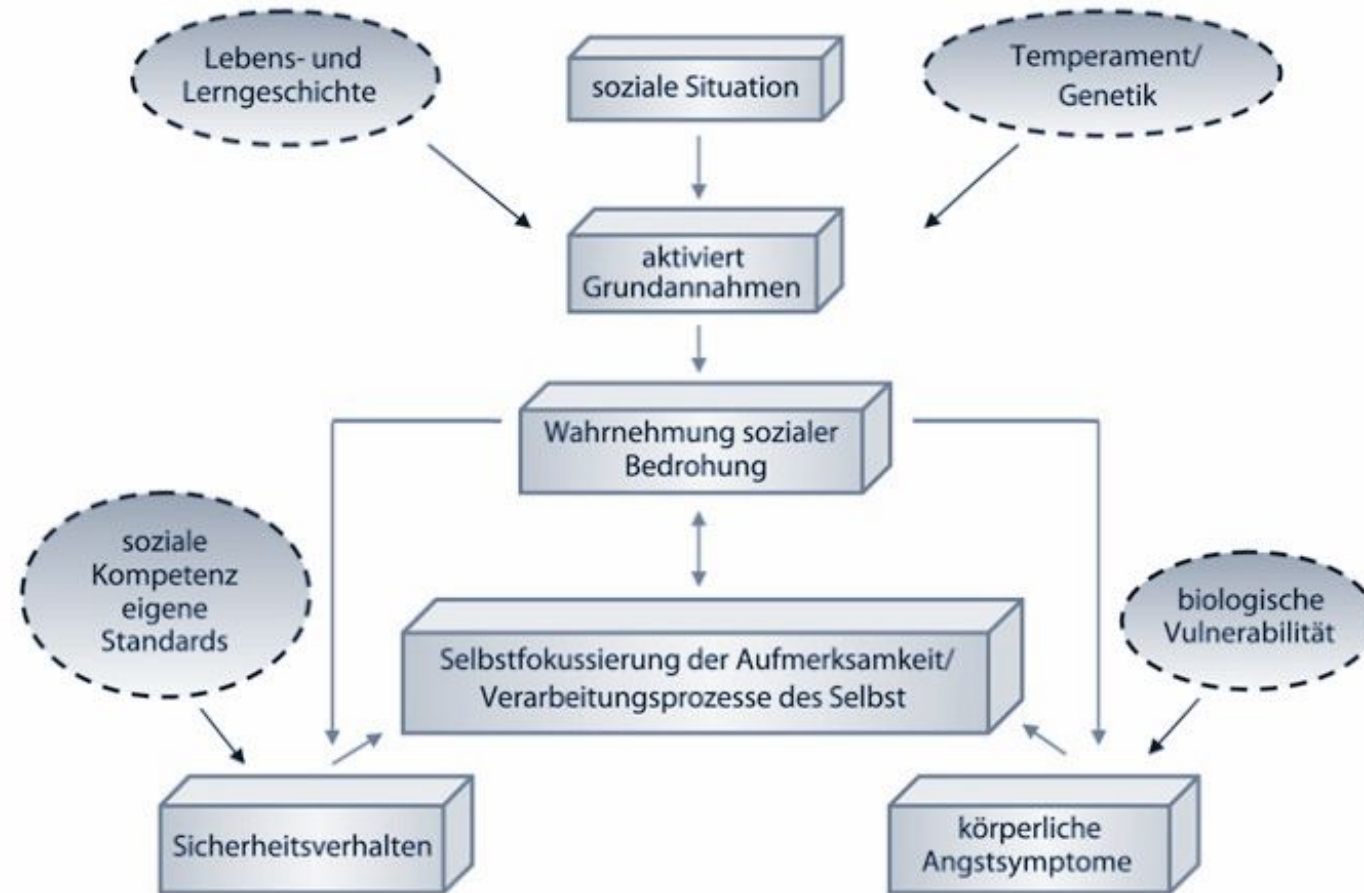 Lebens- und
Lerngeschichte
soziale Situation
Temperament/
Genetik
aktiviert
Grundannahmen
Wahrnehmung sozialer
Bedrohung
soziale
Kompetenz
eigene
Standards
biologische
Vulnerabilität
Selbstfokussierung der Aufmerksamkeit/
Verarbeitungsprozesse des Selbst
Sicherheitsverhalten
körperliche
Angstsymptome